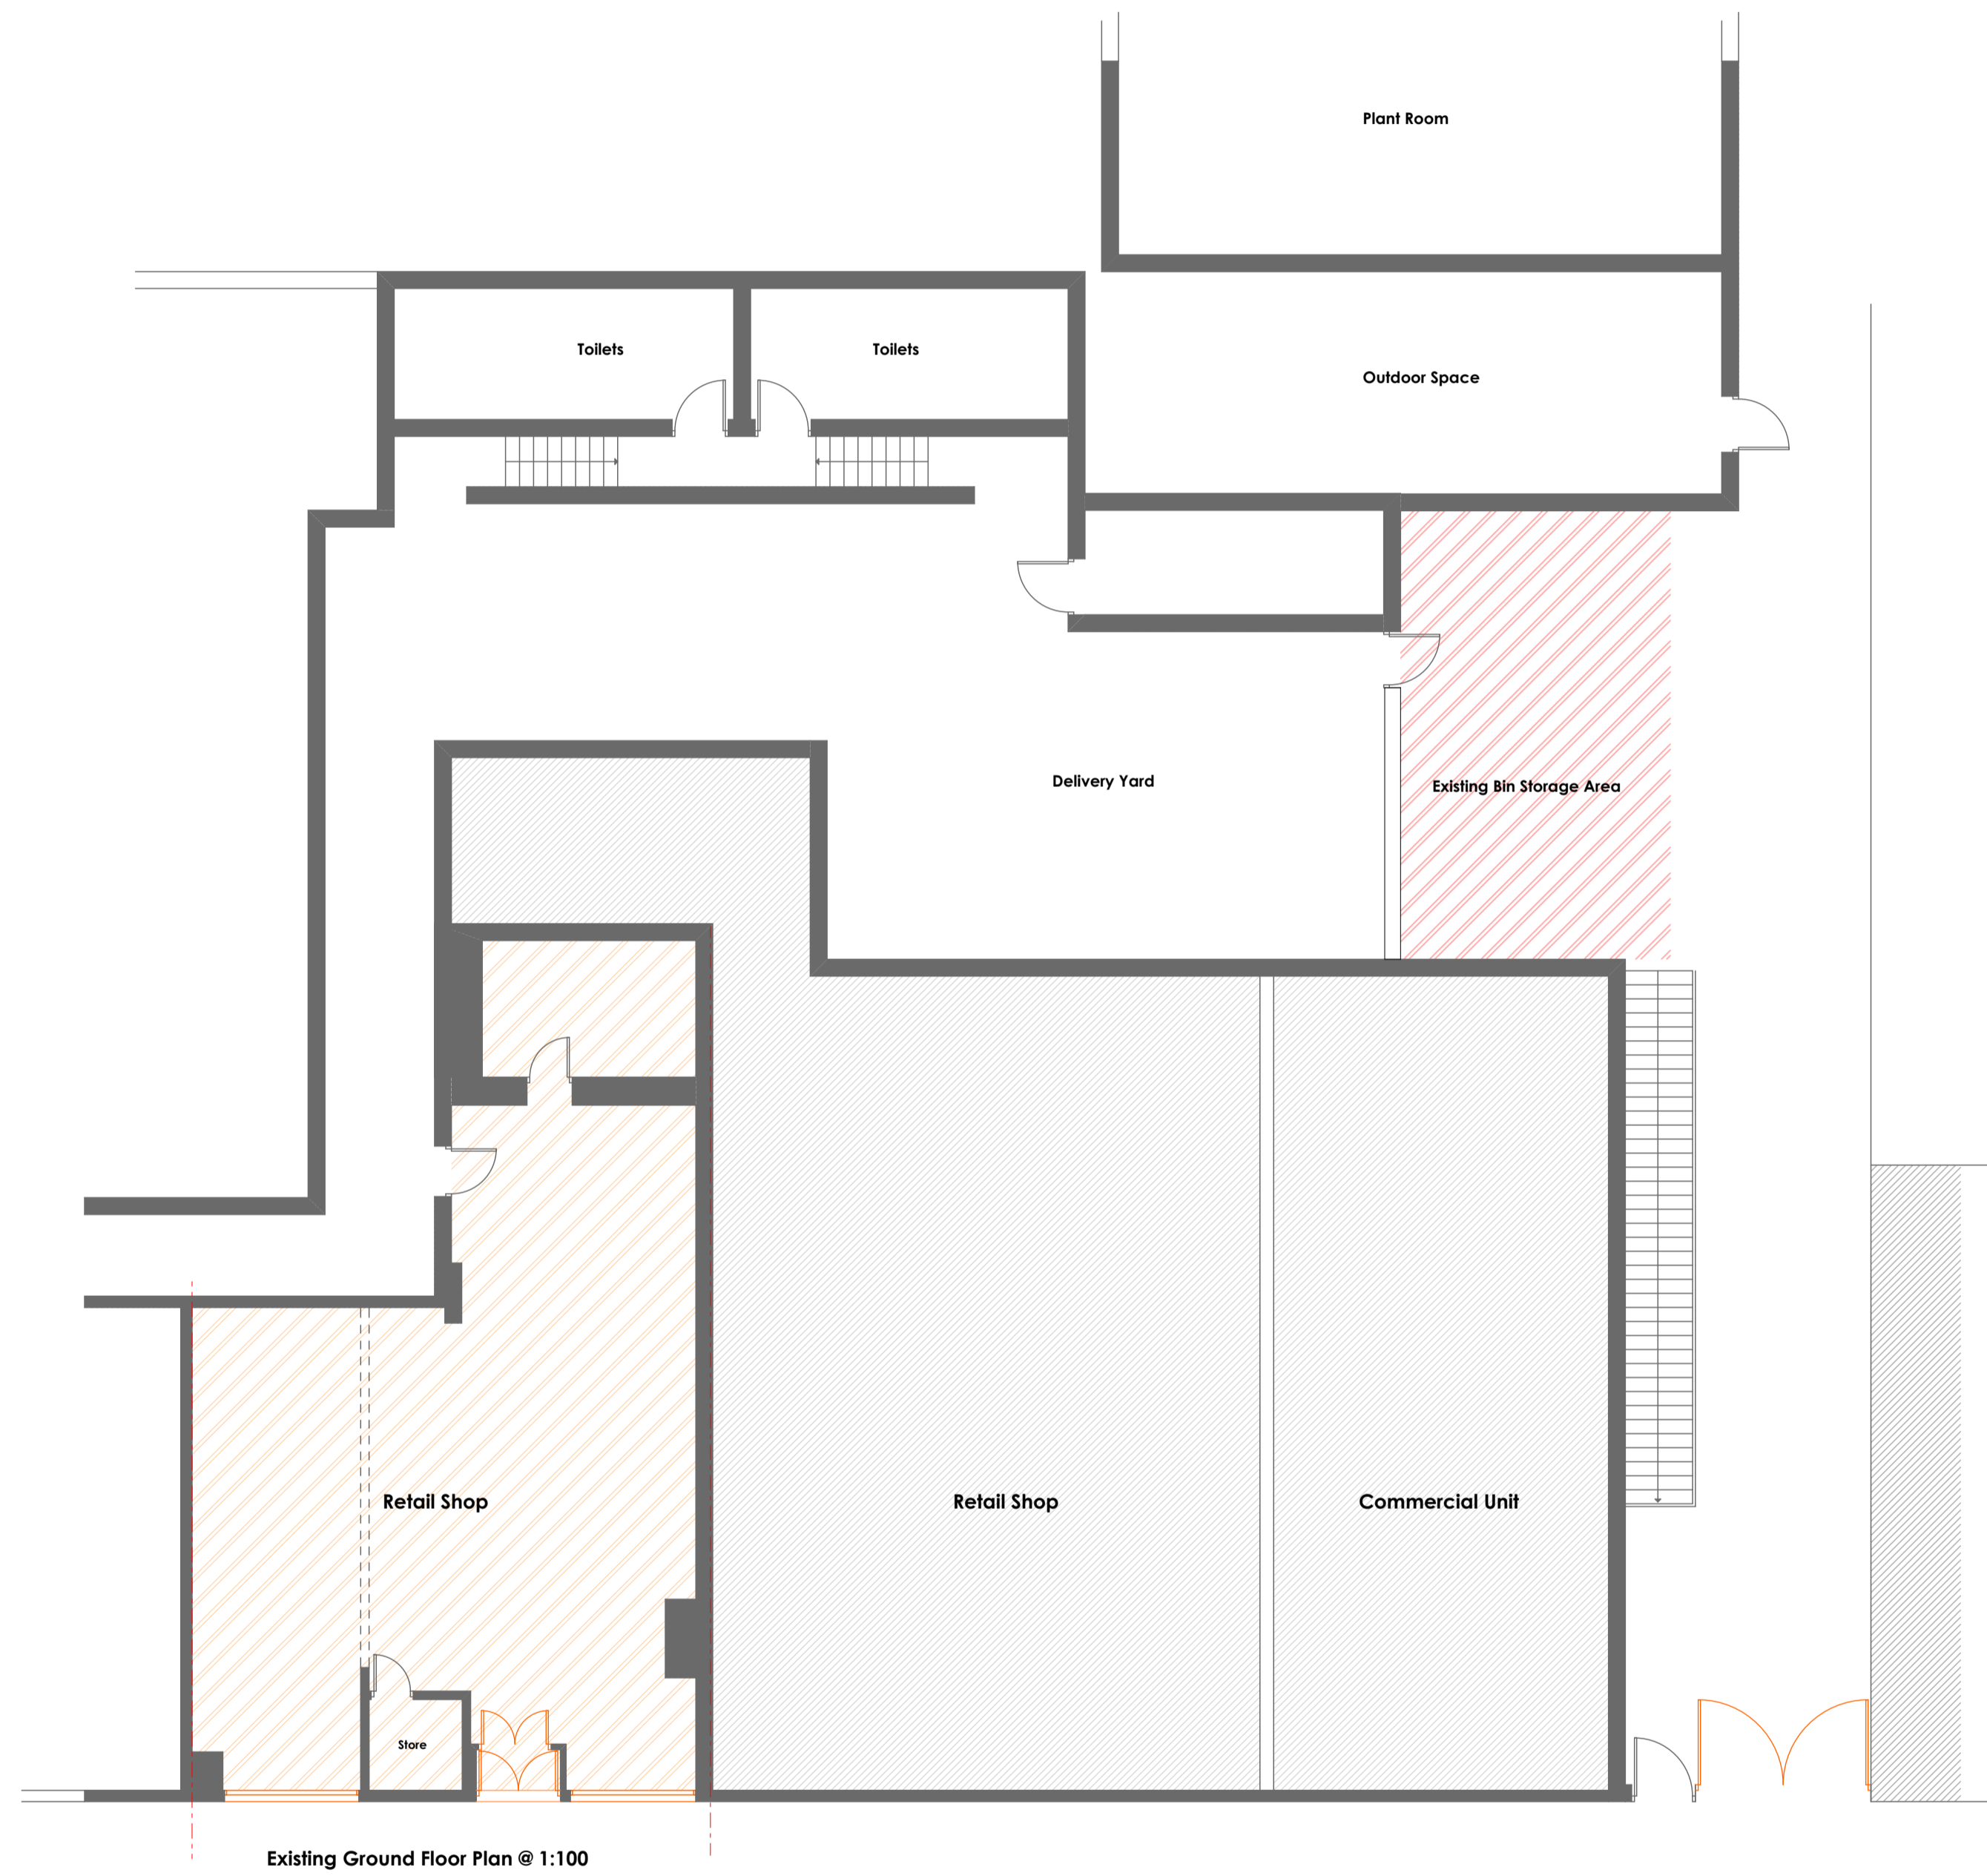 Plant Room
Toilets
Toilets
Outdoor Space
Delivery Yard
Existing Bin Storage Area
Retail Shop
Retail Shop
Commercial Unit
Store
Existing Ground Floor Plan @ 1:100